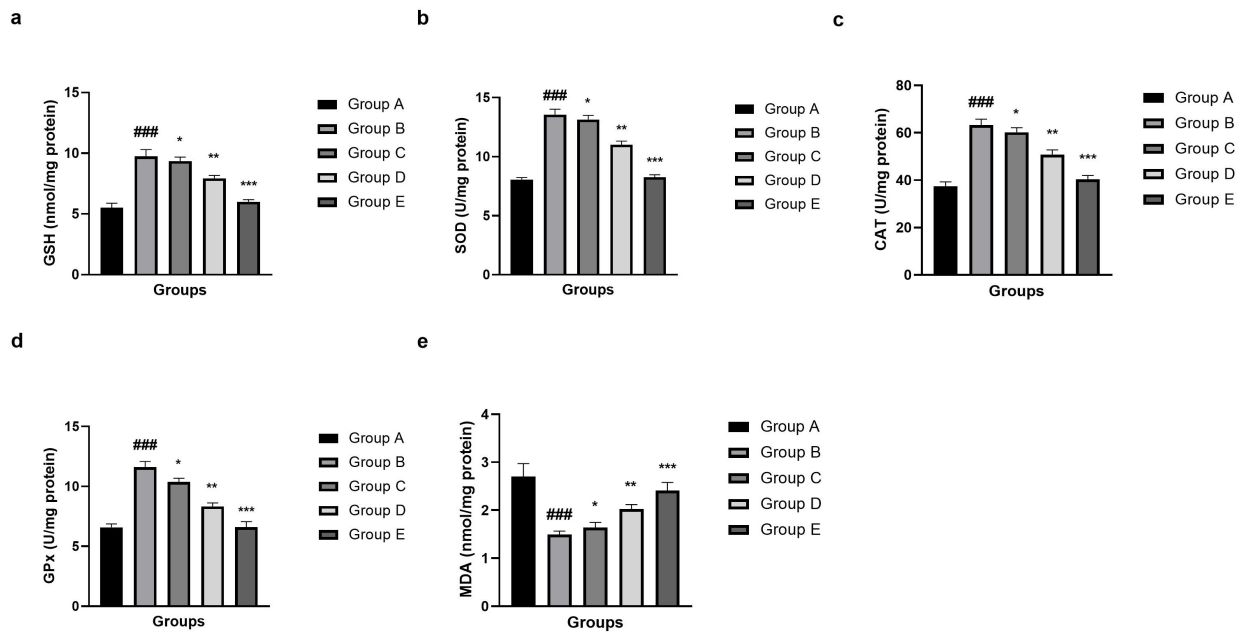 a
GSH (nmol/mg protein)
15
10
5
0
###
*
**
***
Groups
Group A
Group B
Group C
Group D
Group E
b
SOD (U/mg protein)
15
10
5
0
###
*
**
***
Groups
Group A
Group B
Group C
Group D
Group E
c
CAT (U/mg protein)
80
60
40
20
0
###
*
**
***
Groups
Group A
Group B
Group C
Group D
Group E
d
GPx (U/mg protein)
15
10
5
0
###
*
**
***
Groups
Group A
Group B
Group C
Group D
Group E
e
MDA (nmol/mg protein)
4
3
2
1
0
###
*
**
***
Groups
Group A
Group B
Group C
Group D
Group E